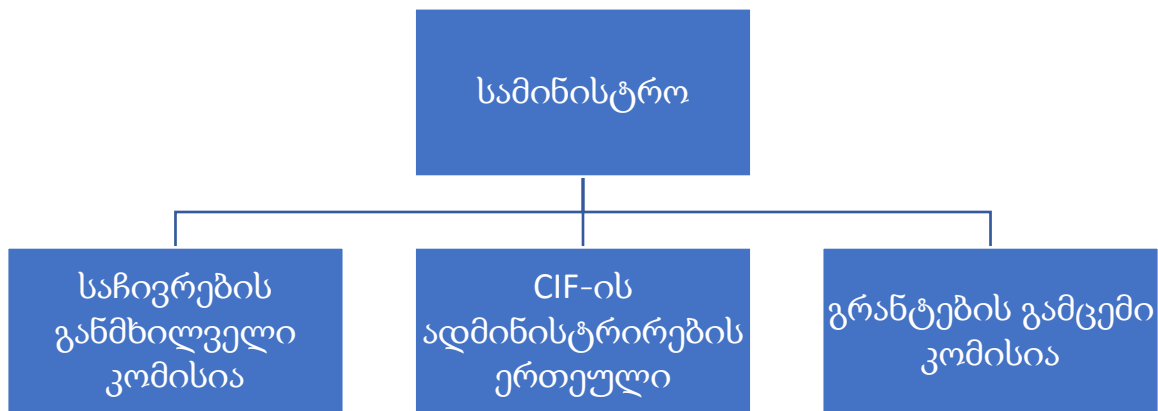 სამინისტრო
საჩივრების
განმხილველი
კომისია
CIF-ის
ადმინისტრირების
ერთეული
გრანტების გამცემი
კომისია